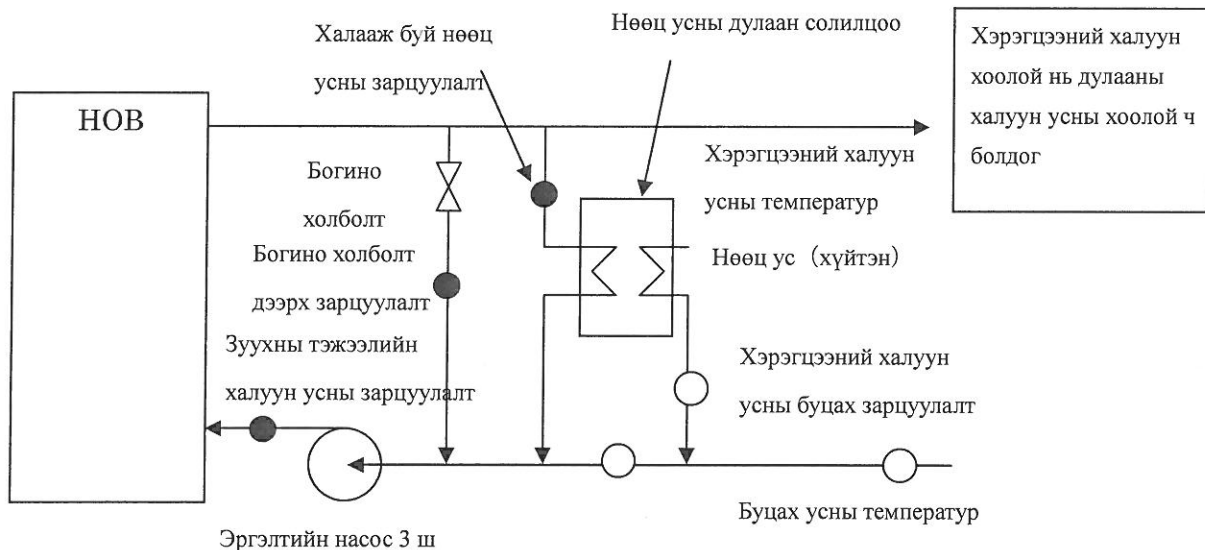 Халааж буй нөөц
усны зарцуулалт
Нөөц усны дулаан солилцоо
Хэрэгцээний халуун
хоолой нь дулааны
халуун усны хоолой ч
болдог
НОВ
Богино
холболт
Хэрэгцээний халуун
усны температур
Богино холболт
дээрх зарцуулалт
Нөөц ус (хүйтэн)
Зуухны тэжээлийн
халуун усны зарцуулалт
Хэрэгцээний халуун
усны буцах зарцуулалт
Буцах усны температур
Эргэлтийн насос 3 ш